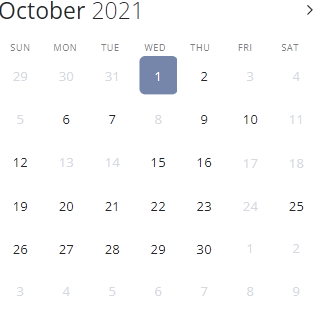 October 2021 >
SUN MON TUE WED THU FRI SAT
29 30 31 1 2 3 4
5 6 7 8 9 10 11
12 13 14 15 16 17 18
19 20 21 22 23 24 25
26 27 28 29 30 1 2
3 4 5 6 7 8 9